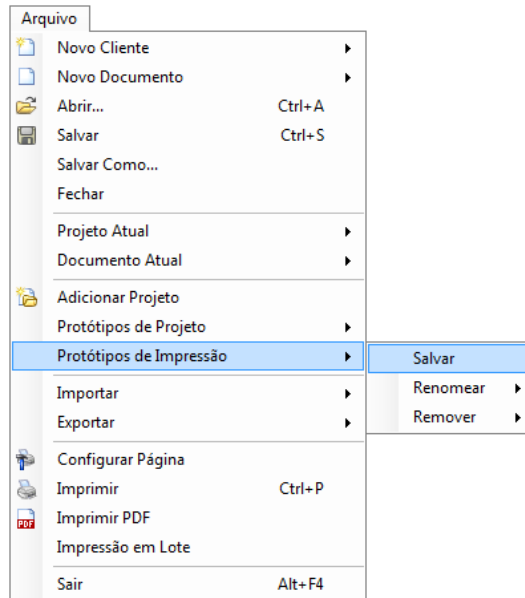 Arquivo
Novo Cliente
Novo Documento
Abrir... Ctrl+A
Salvar Ctrl+S
Salvar Como...
Fechar
Projeto Atual
Documento Atual
Adicionar Projeto
Protótipos de Projeto
Protótipos de Impressão Salvar
Importar Renomear
Exportar Remover
Configurar Página
Imprimir Ctrl+P
PDF Imprimir PDF
Impressão em Lote
Sair Alt+F4